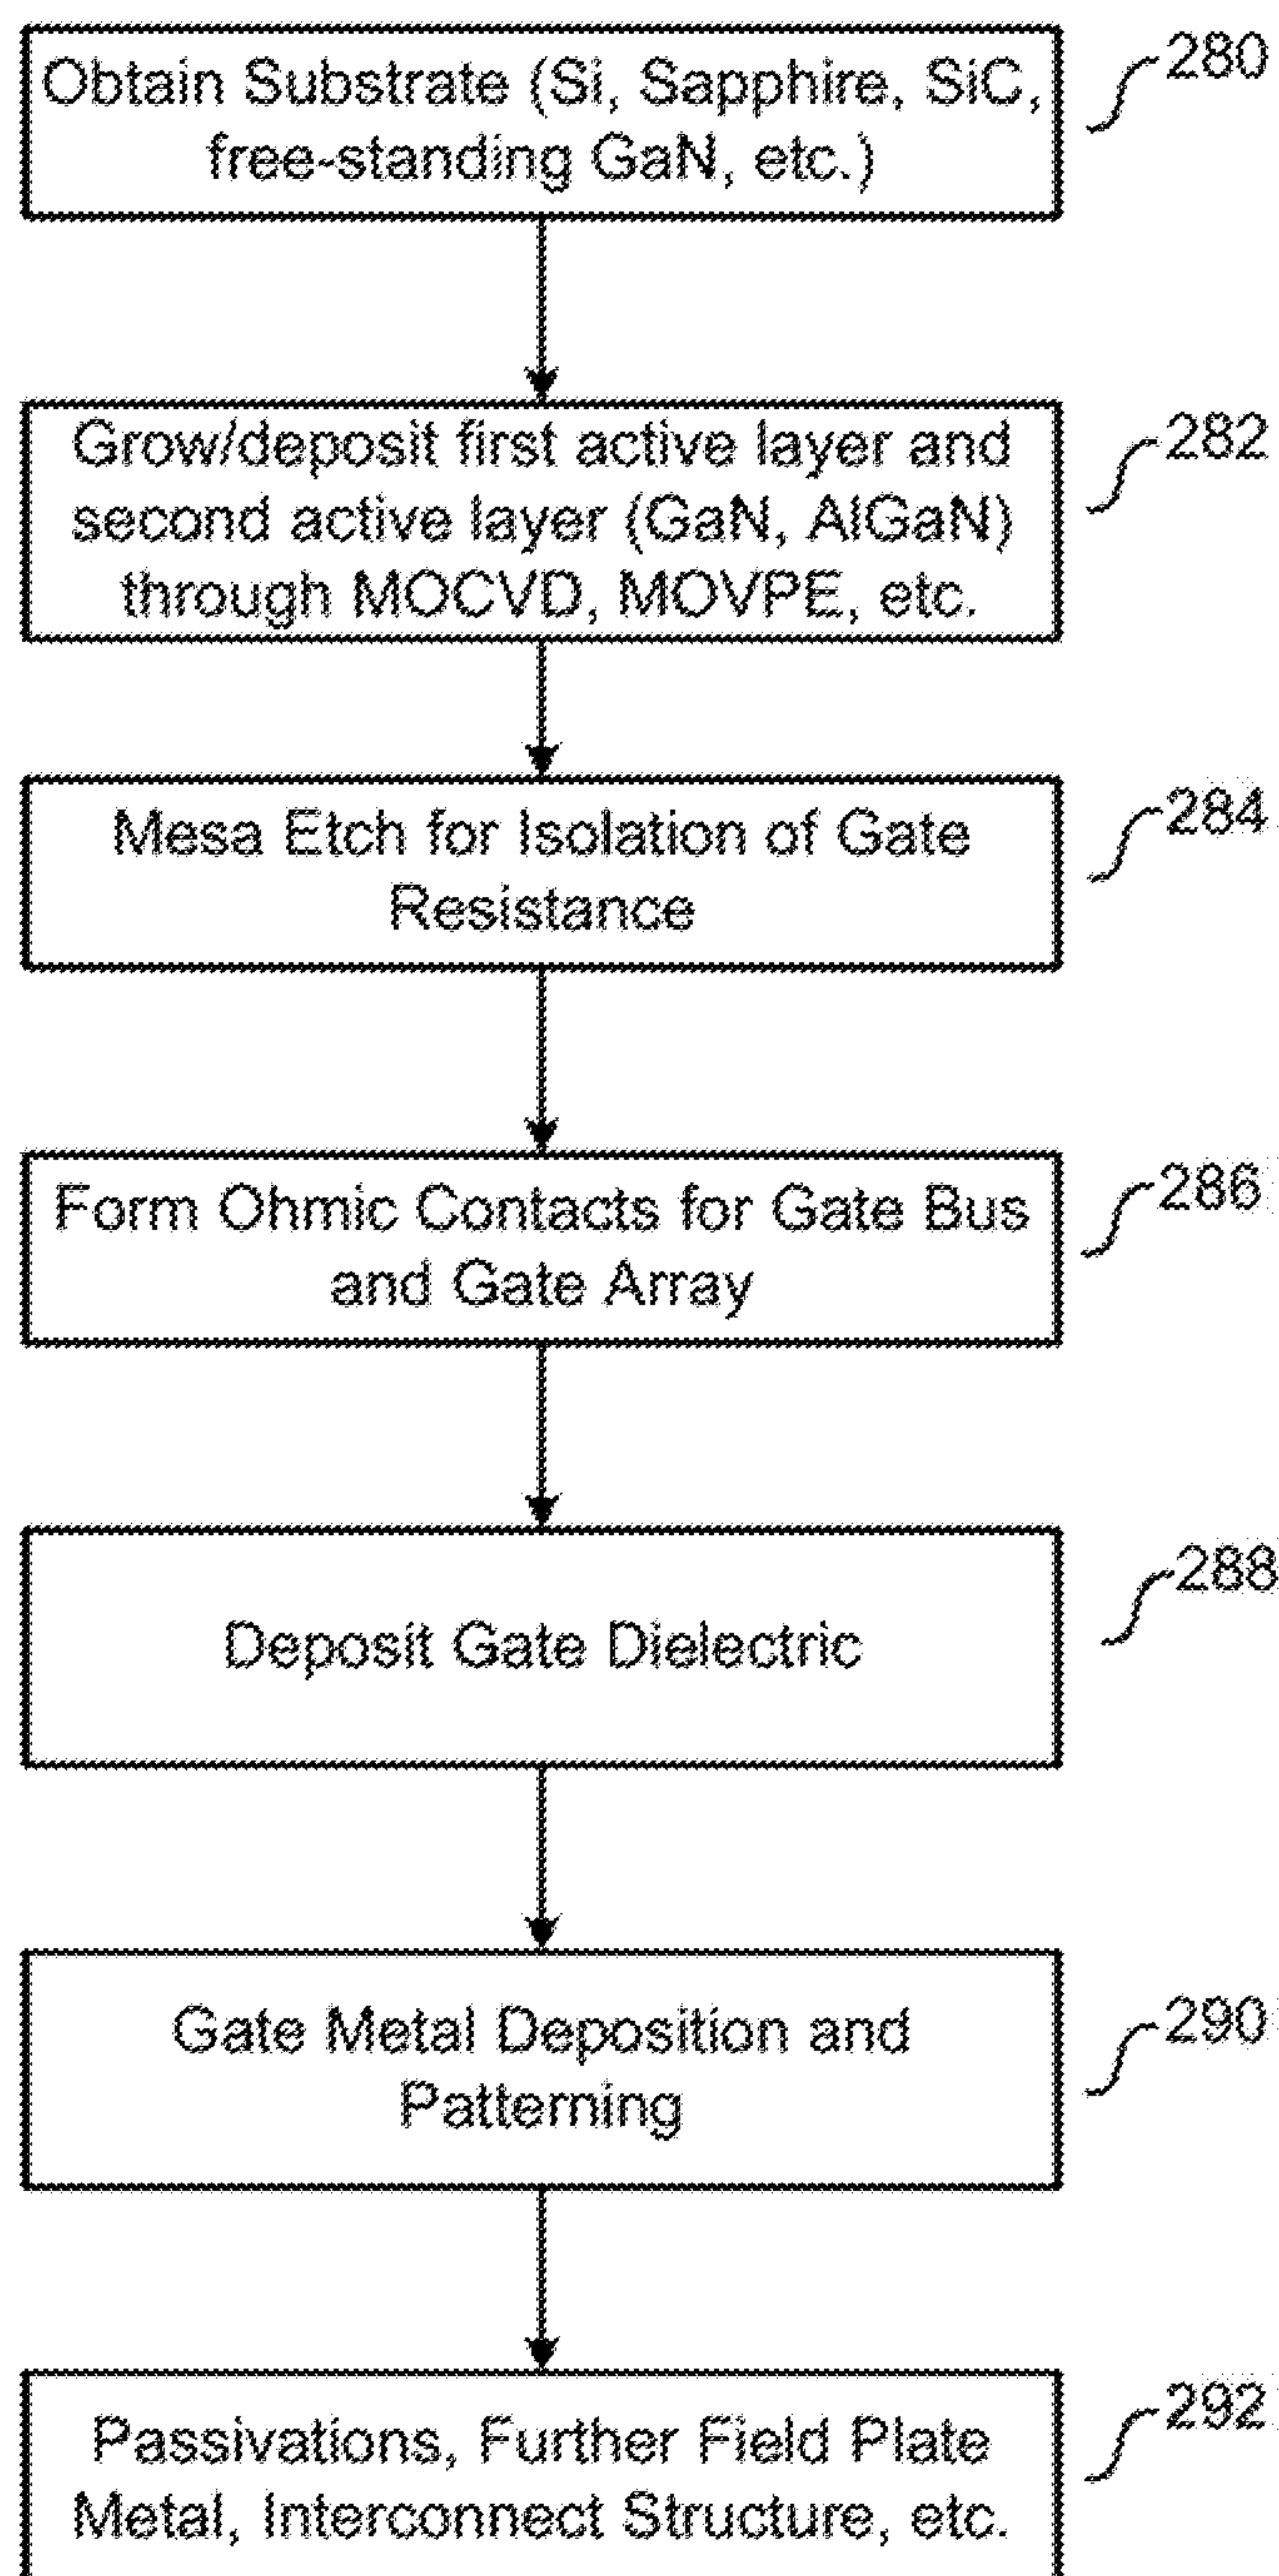 Obtain Substrate (Si, Sapphire, SiC,
free-standing GaN, etc.)
280
Grow/deposit first active layer and
second active layer (GaN, AlGaN)
through MOCVD, MOVPE, etc.
282
Mesa Etch for Isolation of Gate
Resistance
284
Form Ohmic Contacts for Gate Bus
and Gate Array
286
Deposit Gate Dielectric
288
Gate Metal Deposition and
Patterning
290
Passivations, Further Field Plate
Metal, Interconnect Structure, etc.
292